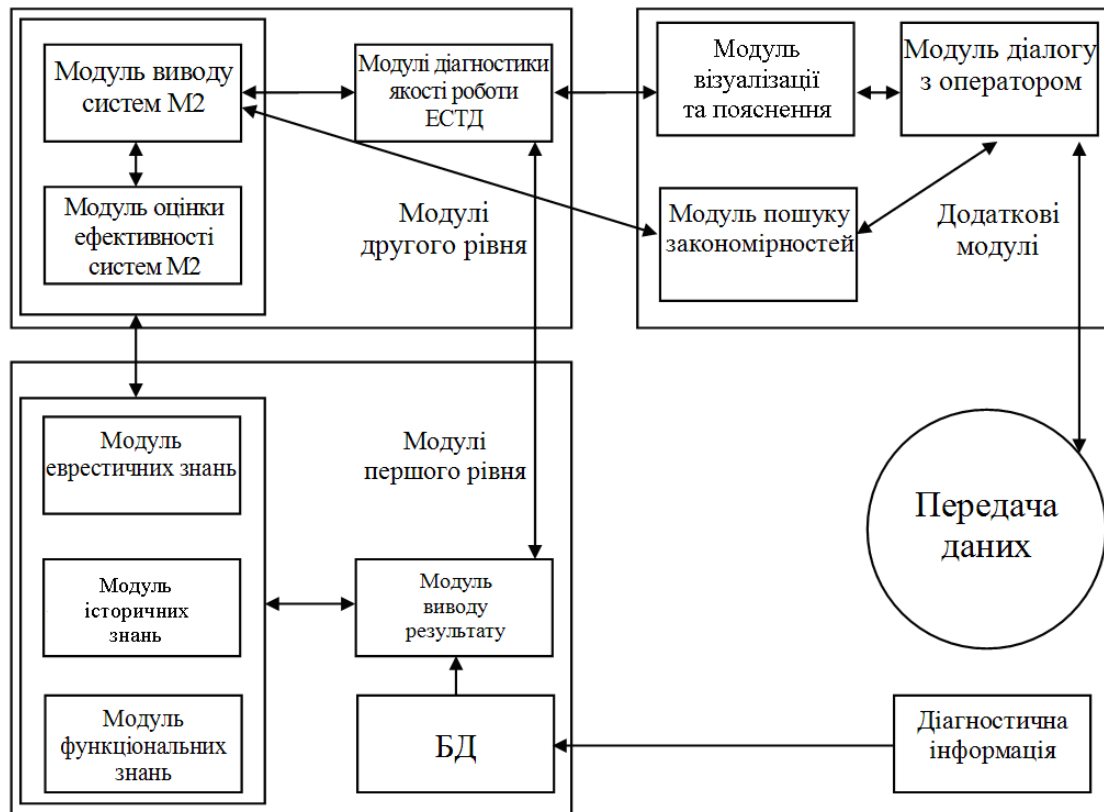 Модуль виводу
систем М2
Модулі діагностики
якості роботи
ЕСТД
Модуль
візуалізації
та пояснення
Модуль діалогу
з оператором
Модуль оцінки
ефективності
систем М2
Модулі
другого рівня
Модуль пошуку
закономірностей
Додаткові
модулі
Модуль
еврестичних знань
Модулі
першого рівня
Передача
даних
Модуль
історичних
знань
Модуль
виводу
результату
Модуль
функціональних
знань
БД
Діагностична
інформація